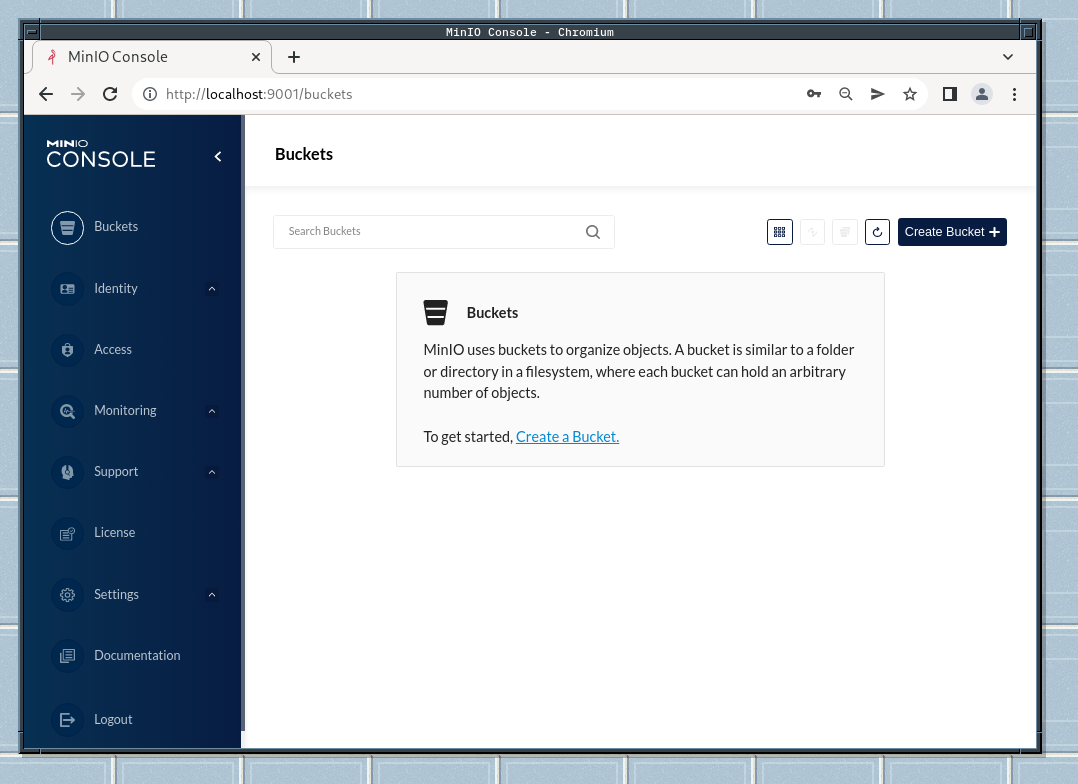 MinIO Console - Chromium
MinIO Console
http://localhost:9001/buckets
MINIO
CONSOLE
Buckets
Buckets
Search Buckets
Create Bucket
Identity
Buckets
Access
MinIO uses buckets to organize objects. A bucket is similar to a folder
or directory in a filesystem, where each bucket can hold an arbitrary
number of objects.
Monitoring
To get started, Create a Bucket.
Support
License
Settings
Documentation
Logout